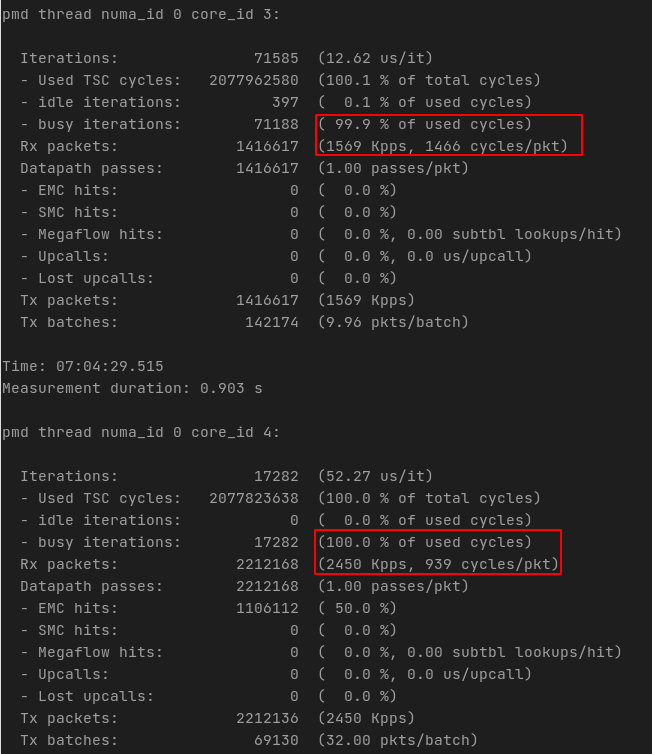 pmd thread numa_id 0 core_id 3:
Iterations: 71585 (12.62 us/it)
- Used TSC cycles: 2077962580 (100.1 % of total cycles)
- idle iterations: 397 ( 0.1 % of used cycles)
- busy iterations: 71188 ( 99.9 % of used cycles)
Rx packets: 1416617 (1569 Kpps, 1466 cycles/pkt)
Datapath passes: 1416617 (1.00 passes/pkt)
- EMC hits: 0 ( 0.0 %)
- SMC hits: 0 ( 0.0 %)
- Megaflow hits: 0 ( 0.0 %, 0.00 subtbl lookups/hit)
- Upcalls: 0 ( 0.0 %, 0.0 us/upcall)
- Lost upcalls: 0 ( 0.0 %)
Tx packets: 1416617 (1569 Kpps)
Tx batches: 142174 (9.96 pkts/batch)
Time: 07:04:29.515
Measurement duration: 0.903 s
pmd thread numa_id 0 core_id 4:
Iterations: 17282 (52.27 us/it)
- Used TSC cycles: 2077823638 (100.0 % of total cycles)
- idle iterations: 0 ( 0.0 % of used cycles)
- busy iterations: 17282 (100.0 % of used cycles)
Rx packets: 2212168 (2450 Kpps, 939 cycles/pkt)
Datapath passes: 2212168 (1.00 passes/pkt)
- EMC hits: 1106112 ( 50.0 %)
- SMC hits: 0 ( 0.0 %)
- Megaflow hits: 0 ( 0.0 %, 0.00 subtbl lookups/hit)
- Upcalls: 0 ( 0.0 %, 0.0 us/upcall)
- Lost upcalls: 0 ( 0.0 %)
Tx packets: 2212136 (2450 Kpps)
Tx batches: 69130 (32.00 pkts/batch)